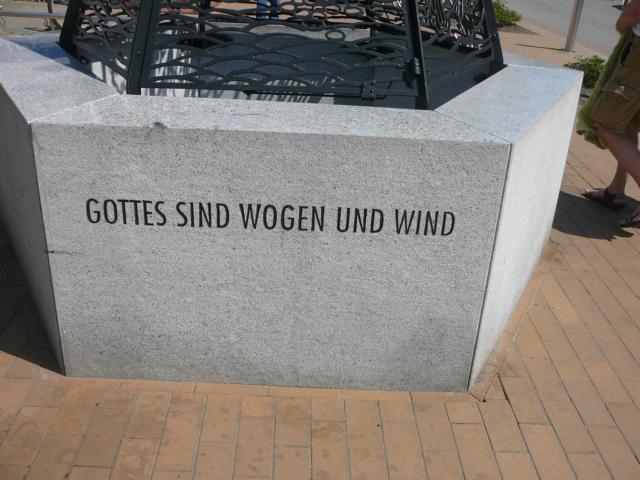 GOTTES SIND WOGEN UND WIND